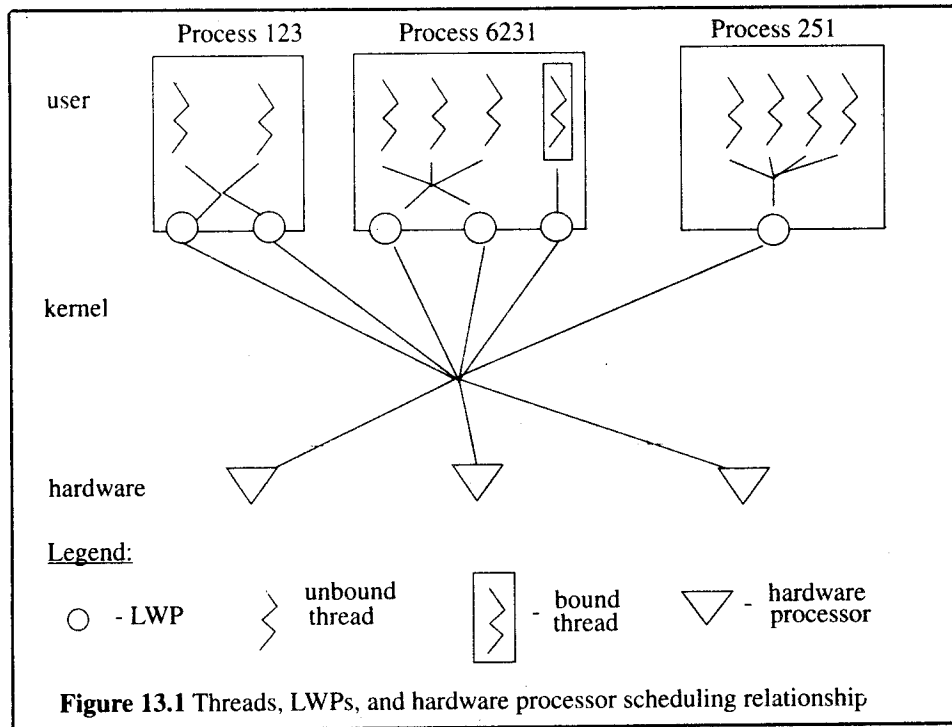 Process 123
Process 6231
Process 251
user
kernel
hardware
Legend:
- LWP
unbound
thread
- bound
thread
- hardware
processor
Figure 13.1 Threads, LWPs, and hardware processor scheduling relationship